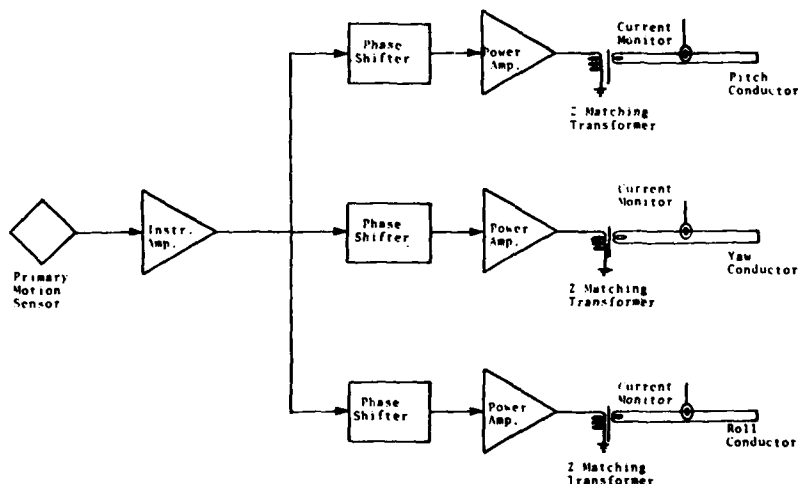 Phase
Shifter
Power
Amp.
Current
Monitor
Pitch
Conductor
Z Matching
Transformer
Primary
Motion
Sensor
Instr.
Amp.
Phase
Shifter
Power
Amp.
Current
Monitor
Yaw
Conductor
Z Matching
Transformer
Phase
Shifter
Power
Amp.
Current
Monitor
Roll
Conductor
Z Matching
Transformer